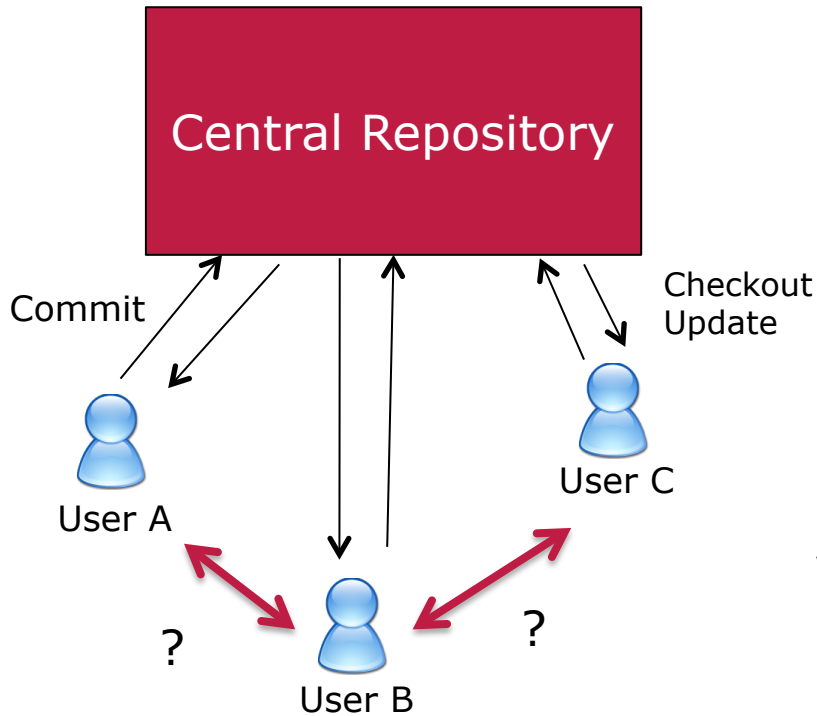 Central Repository
Commit
Checkout
Update
User A
User C
?
?
User B